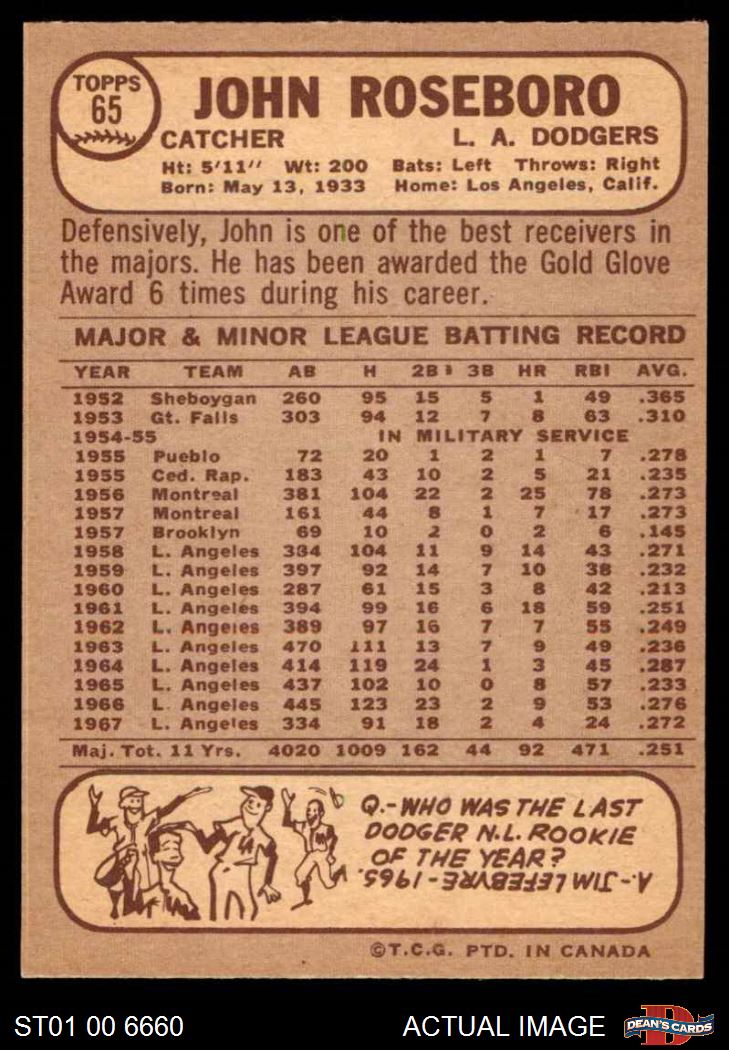 TOPPS
65
JOHN ROSEBORO
CATCHER L. A. DODGERS
Ht: 5'11" Wt: 200 Bats: Left Throws: Right
Born: May 13, 1933 Home: Los Angeles, Calif.
Defensively, John is one of the best receivers in
the majors. He has been awarded the Gold Glove
Award 6 times during his career.
MAJOR & MINOR LEAGUE BATTING RECORD
YEAR TEAM AB H 2B 3B HR RBI AVG.
1952 Sheboygan 260 95 15 5 1 49 .365
1953 Gt. Falls 303 94 12 7 8 63 .310
1954-55 IN MILITARY SERVICE
1955 Pueblo 72 20 1 2 1 7 .278
1955 Ced. Rap. 183 43 10 2 5 21 .235
1956 Montreal 381 104 22 2 25 78 .273
1957 Montreal 161 44 8 1 7 17 .273
1957 Brooklyn 69 10 2 0 2 6 .145
1958 L. Angeles 384 104 11 9 14 43 .271
1959 L. Angeles 397 92 14 7 10 38 .232
1960 L. Angeles 287 61 15 3 8 42 .213
1961 L. Angeles 394 99 16 6 18 59 .251
1962 L. Angeles 389 97 16 7 7 55 .249
1963 L. Angeles 470 111 13 7 9 49 .236
1964 L. Angeles 414 119 24 1 3 45 .287
1965 L. Angeles 437 102 10 0 8 57 .233
1966 L. Angeles 445 123 23 2 9 53 .276
1967 L. Angeles 334 91 18 2 4 24 .272
Maj. Tot. 11 Yrs. 4020 1009 162 44 92 471 .251
Q.-WHO WAS THE LAST
DODGER N.L. ROOKIE
OF THE YEAR?
A.-JIM LEFEBVRE-1965.
©T.C.G. PTD. IN CANADA
ST01 00 6660 ACTUAL IMAGE
D
DEAN'S CARDS